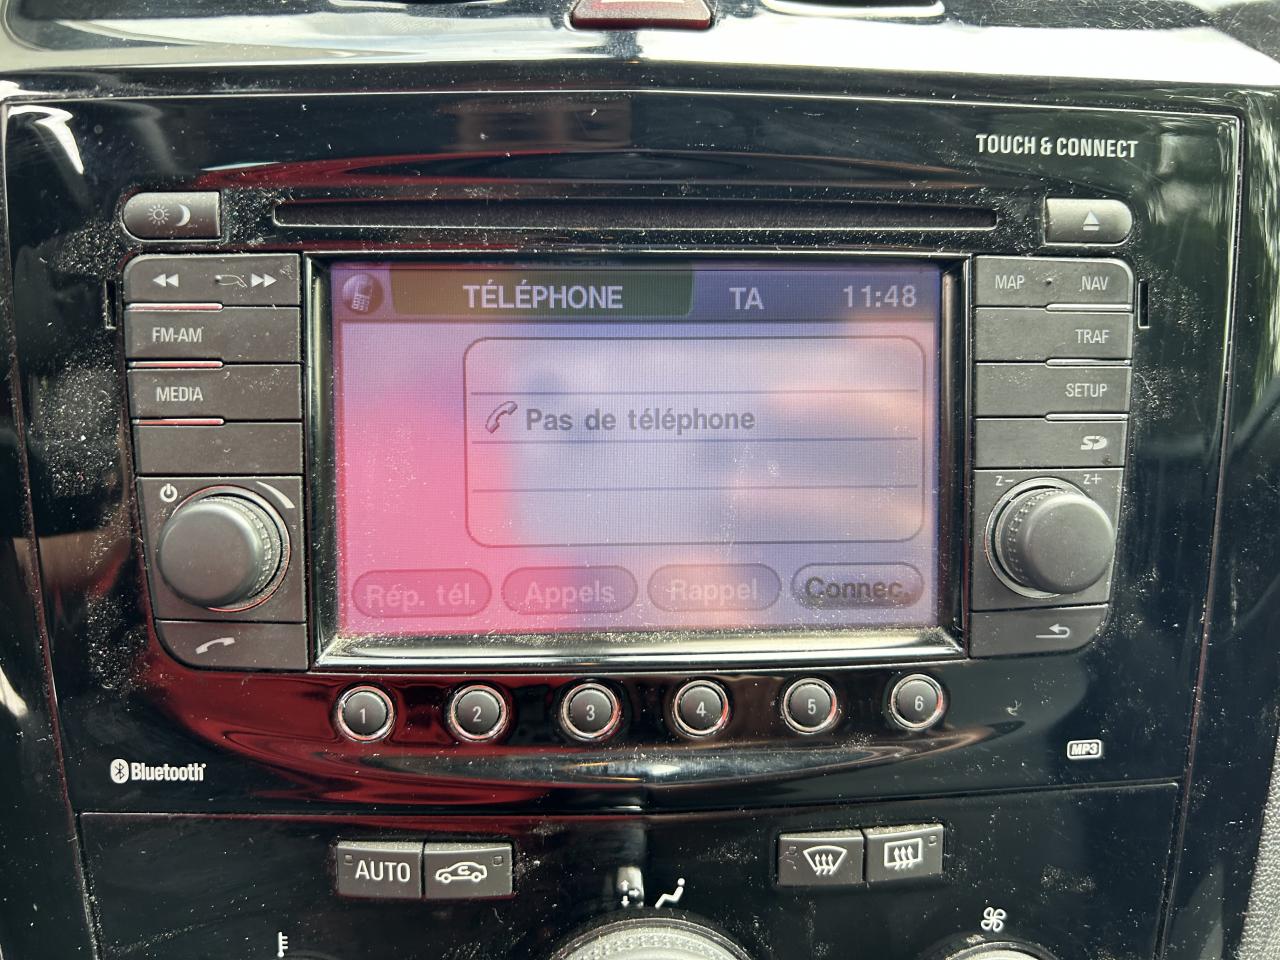 TOUCH & CONNECT
MAP NAV
FM-AM
TRAF
MEDIA
SETUP
TÉLÉPHONE TA 11:48
Pas de téléphone
Rép. tél. Appels Rappel Connec.
Z- Z+
1 2 3 4 5 6
Bluetooth
MP3
AUTO